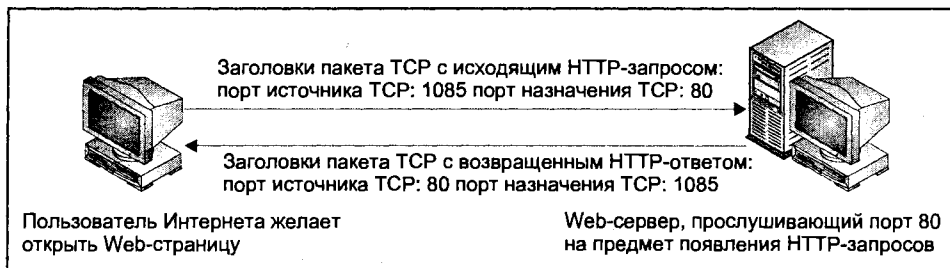 Заголовки пакета TCP с исходящим HTTP-запросом:
порт источника TCP: 1085 порт назначения TCP: 80
Заголовки пакета TCP с возвращенным HTTP-ответом:
порт источника TCP: 80 порт назначения TCP: 1085
Пользователь Интернета желает
открыть Web-страницу
Web-сервер, прослушивающий порт 80
на предмет появления HTTP-запросов